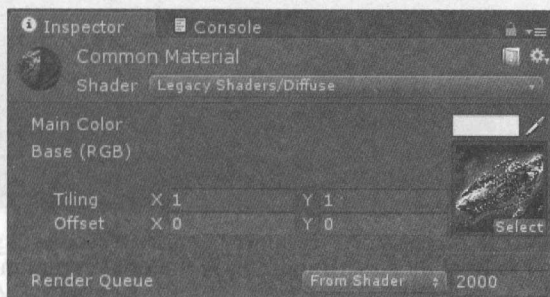 Inspector Console
Common Material
Shader Legacy Shaders/Diffuse
Main Color
Base (RGB)
Tiling X 1 Y 1
Offset X 0 Y 0
Select
Render Queue From Shader 2000